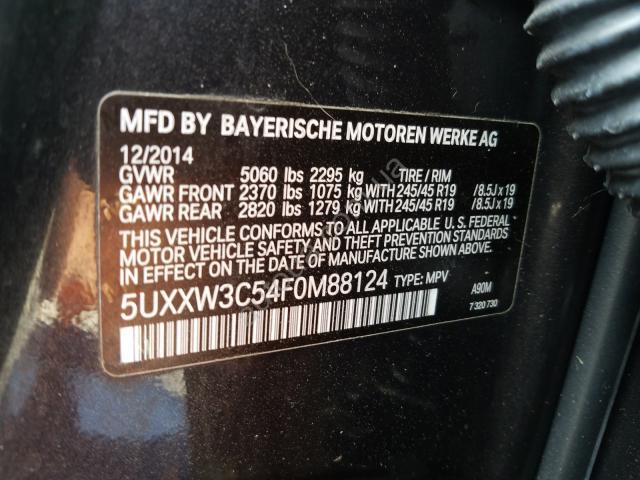 MFD BY BAYERISCHE MOTOREN WERKE AG
12/2014
GVWR 5060 lbs 2295 kg TIRE / RIM
GAWR FRONT 2370 lbs 1075 kg WITH 245/45 R19 /8.5J x 19
GAWR REAR 2820 lbs 1279 kg WITH 245/45 R19 /8.5J x 19
THIS VEHICLE CONFORMS TO ALL APPLICABLE U. S. FEDERAL
MOTOR VEHICLE SAFETY AND THEFT PREVENTION STANDARDS
IN EFFECT ON THE DATE OF MANUFACTURE SHOWN ABOVE.
5UXXW3C54F0M88124 TYPE: MPV A90M
7 320 730